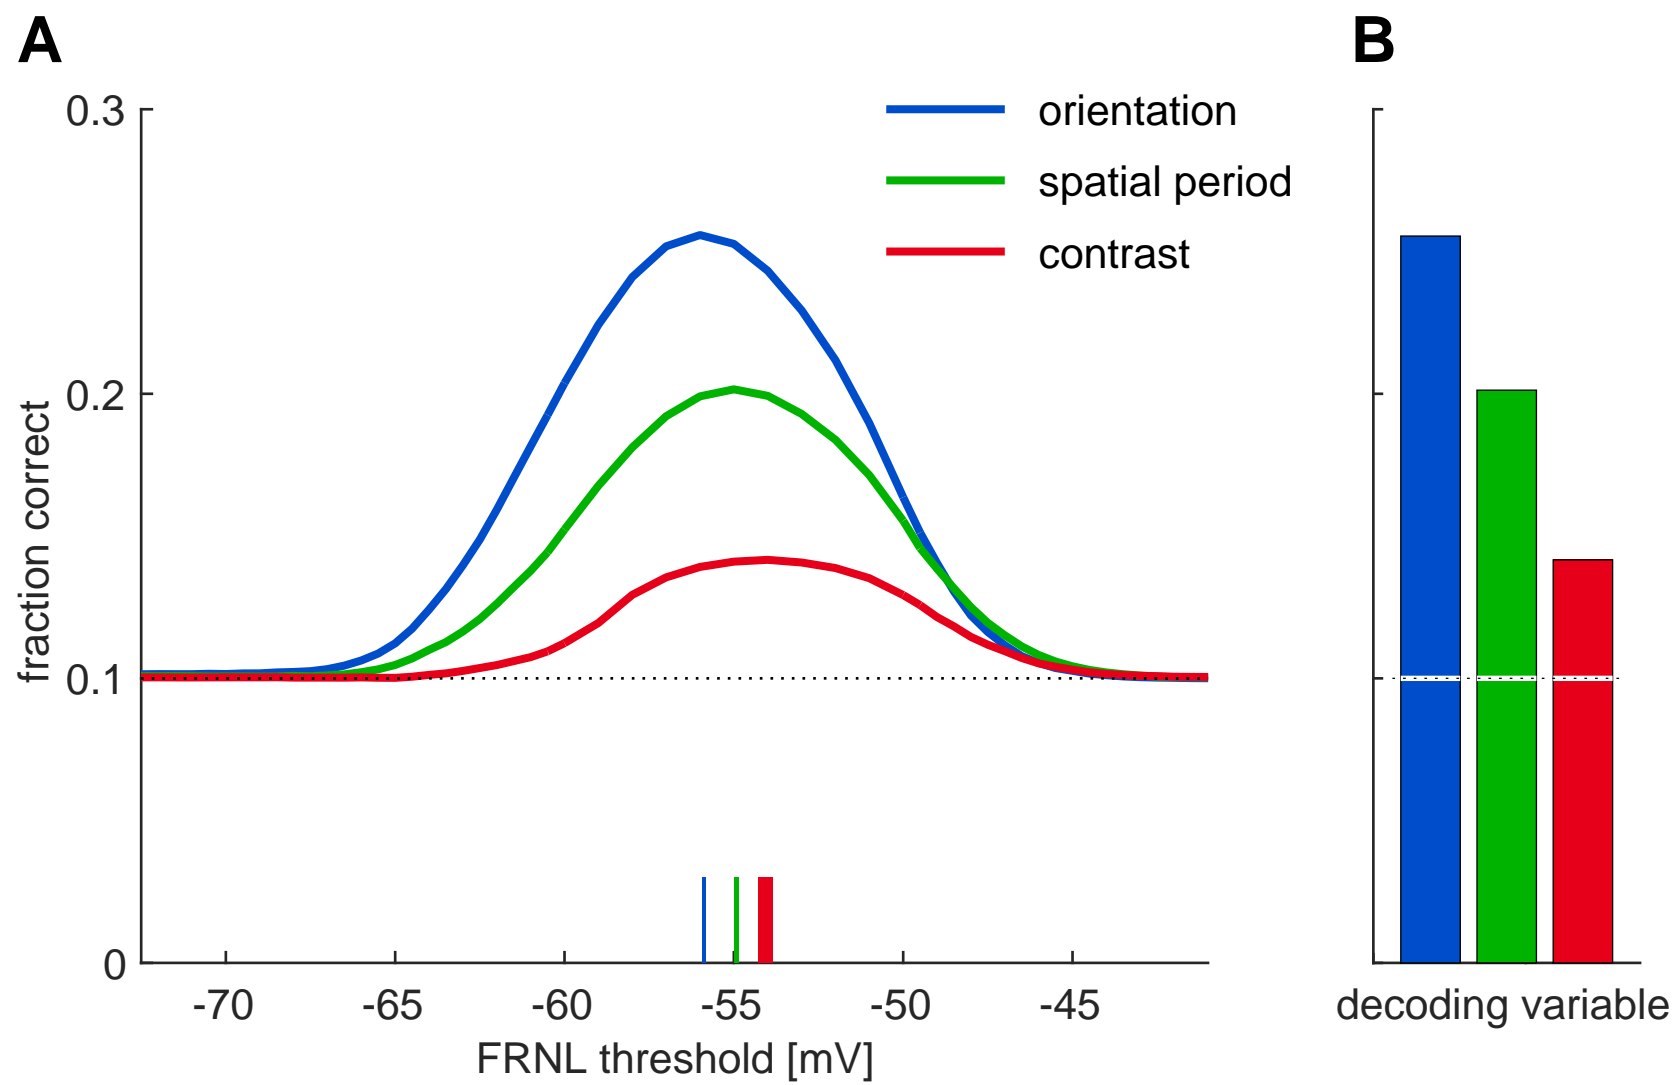 A
B
0.3
0.2
0.1
0
fraction correct
orientation
spatial period
contrast
-70 -65 -60 -55 -50 -45
FRNL threshold [mV]
decoding variable